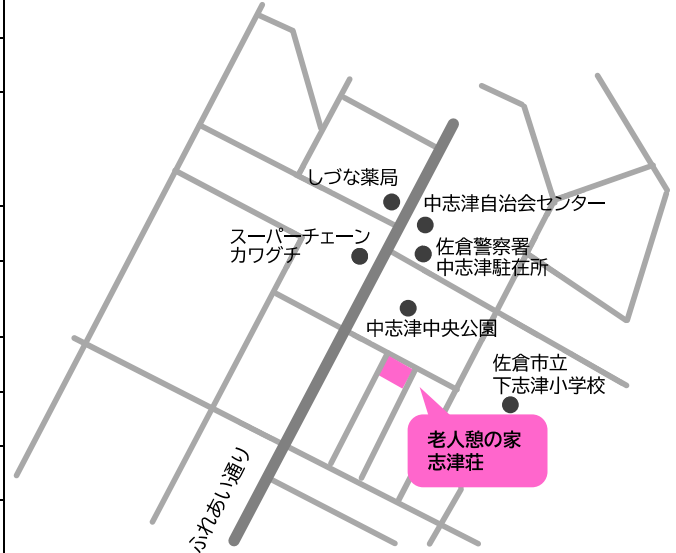 しづな薬局
中志津自治会センター
スーパーチェーン
カワグチ
佐倉警察署
中志津駐在所
中志津中央公園
佐倉市立
下志津小学校
老人憩の家
志津荘
ふれあい通り